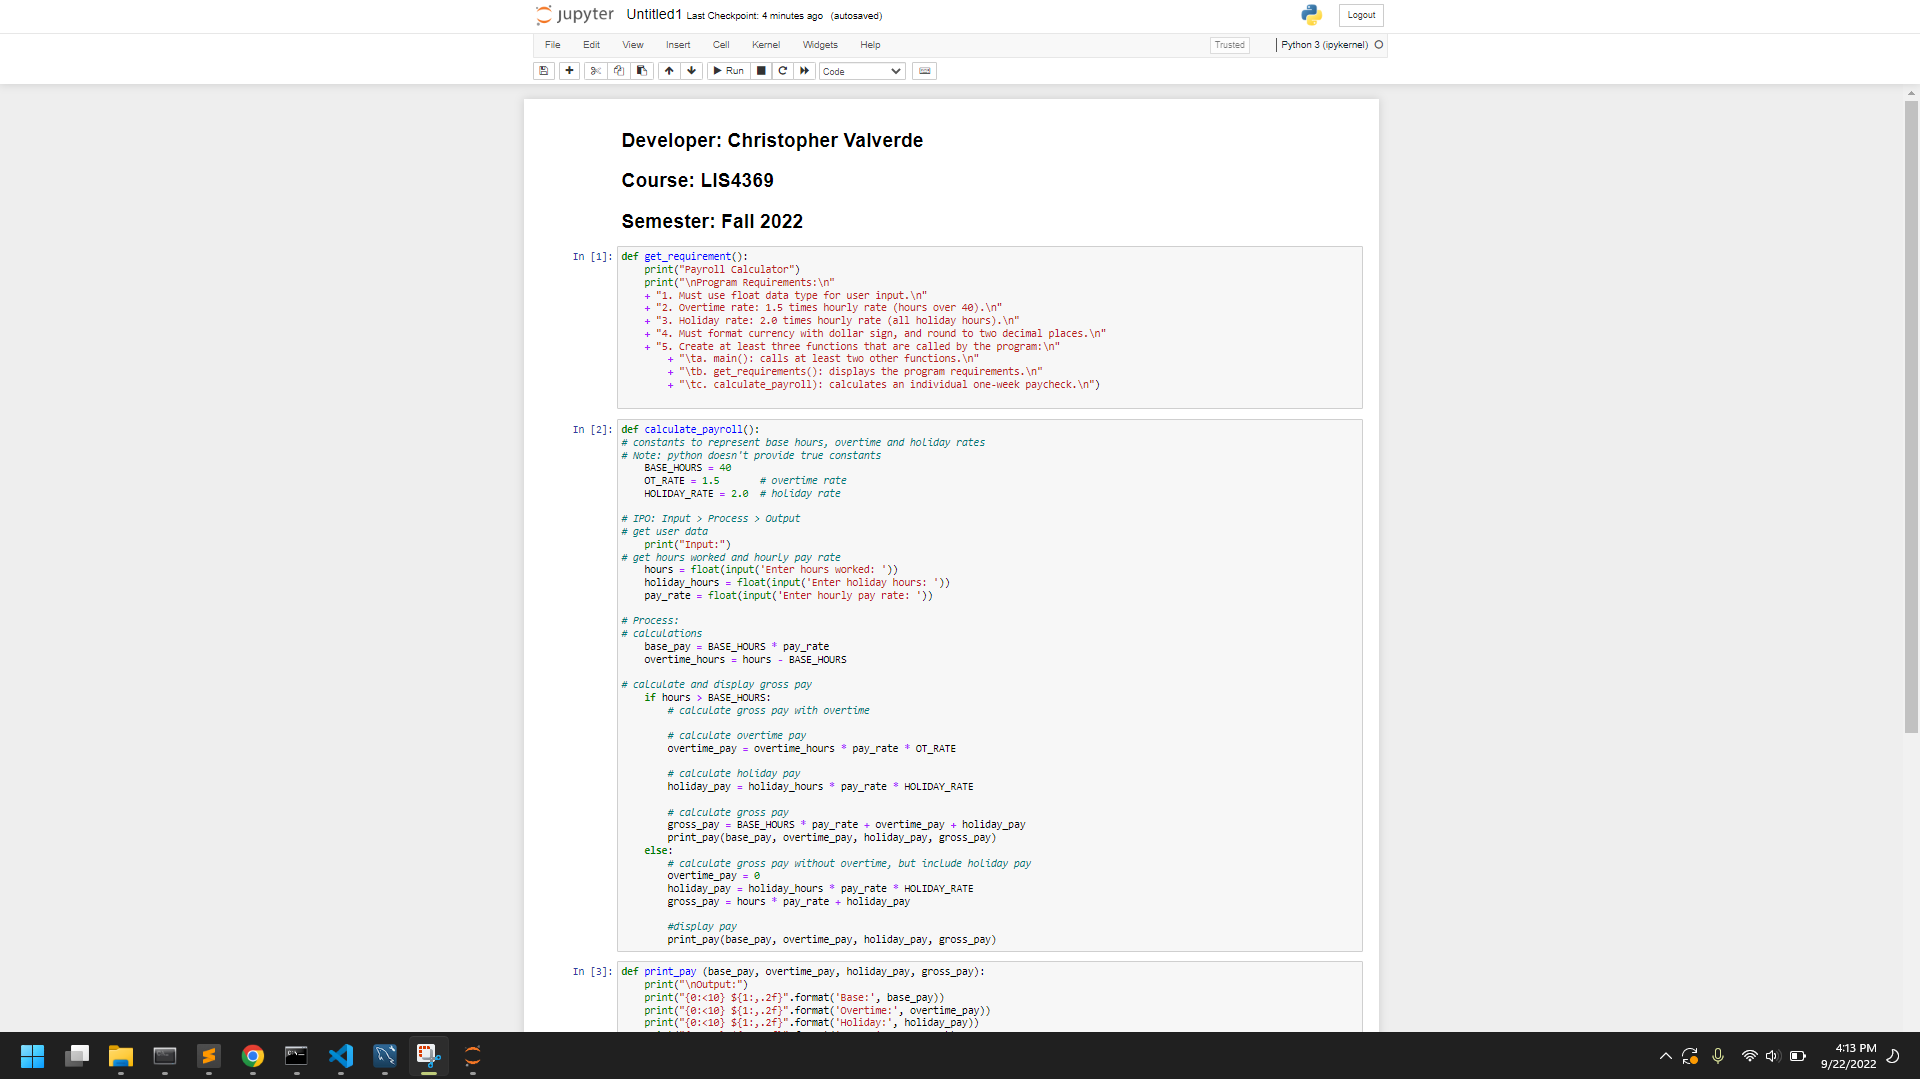 jupyter Untitled1 Last Checkpoint: 4 minutes ago (autosaved) Logout
File Edit View Insert Cell Kernel Widgets Help Trusted Python 3 (ipykernel)
Run Code
Developer: Christopher Valverde
Course: LIS4369
Semester: Fall 2022
In [1]: def get_requirement():
    print("Payroll Calculator")
    print("\nProgram Requirements:\n"
    + "1. Must use float data type for user input.\n"
    + "2. Overtime rate: 1.5 times hourly rate (hours over 40).\n"
    + "3. Holiday rate: 2.0 times hourly rate (all holiday hours).\n"
    + "4. Must format currency with dollar sign, and round to two decimal places.\n"
    + "5. Create at least three functions that are called by the program:\n"
        + "\ta. main(): calls at least two other functions.\n"
        + "\tb. get_requirements(): displays the program requirements.\n"
        + "\tc. calculate_payroll): calculates an individual one-week paycheck.\n")
In [2]: def calculate_payroll():
# constants to represent base hours, overtime and holiday rates
# Note: python doesn't provide true constants
    BASE_HOURS = 40
    OT_RATE = 1.5       # overtime rate
    HOLIDAY_RATE = 2.0  # holiday rate
# IPO: Input > Process > Output
# get user data
    print("Input:")
# get hours worked and hourly pay rate
    hours = float(input('Enter hours worked: '))
    holiday_hours = float(input('Enter holiday hours: '))
    pay_rate = float(input('Enter hourly pay rate: '))
# Process:
# calculations
    base_pay = BASE_HOURS * pay_rate
    overtime_hours = hours - BASE_HOURS
# calculate and display gross pay
    if hours > BASE_HOURS:
        # calculate gross pay with overtime
        # calculate overtime pay
        overtime_pay = overtime_hours * pay_rate * OT_RATE
        # calculate holiday pay
        holiday_pay = holiday_hours * pay_rate * HOLIDAY_RATE
        # calculate gross pay
        gross_pay = BASE_HOURS * pay_rate + overtime_pay + holiday_pay
        print_pay(base_pay, overtime_pay, holiday_pay, gross_pay)
    else:
        # calculate gross pay without overtime, but include holiday pay
        overtime_pay = 0
        holiday_pay = holiday_hours * pay_rate * HOLIDAY_RATE
        gross_pay = hours * pay_rate + holiday_pay
        #display pay
        print_pay(base_pay, overtime_pay, holiday_pay, gross_pay)
In [3]: def print_pay (base_pay, overtime_pay, holiday_pay, gross_pay):
    print("\nOutput:")
    print("{0:<10} ${1:,.2f}".format('Base:', base_pay))
    print("{0:<10} ${1:,.2f}".format('Overtime:', overtime_pay))
    print("{0:<10} ${1:,.2f}".format('Holiday:', holiday_pay))
4:13 PM
9/22/2022